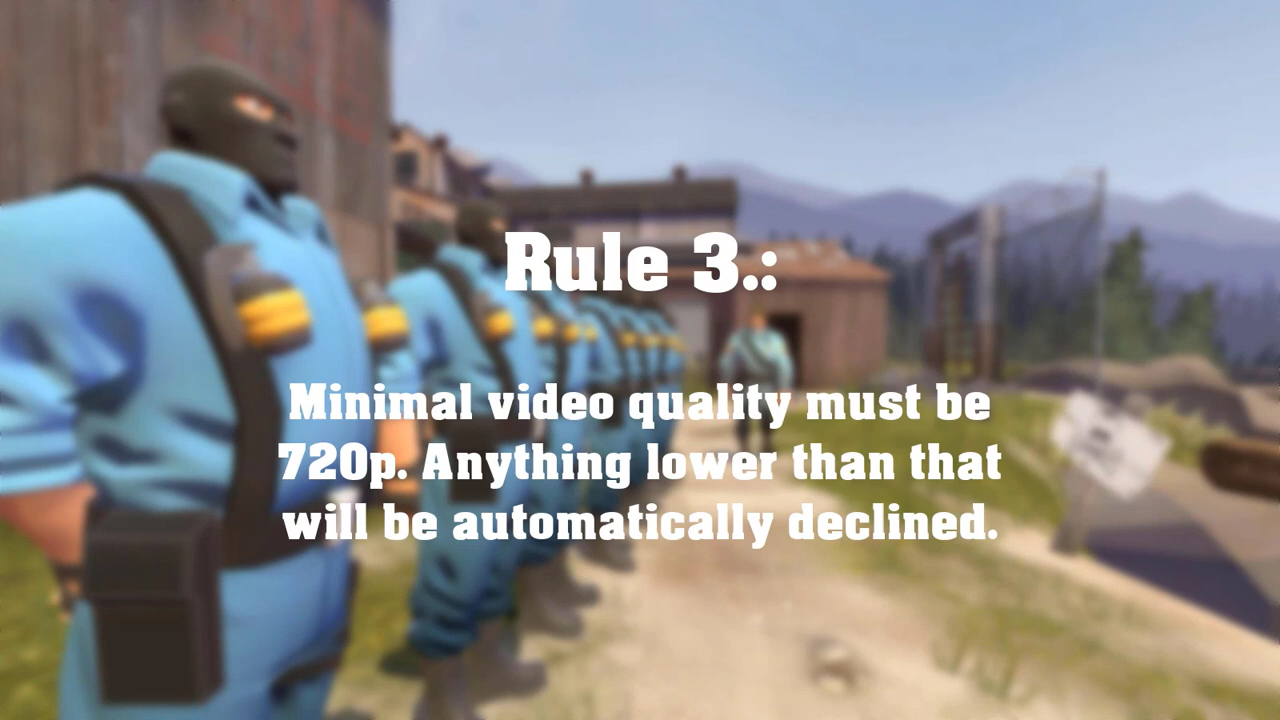 Rule 3.:
Minimal video quality must be
720p. Anything lower than that
will be automatically declined.